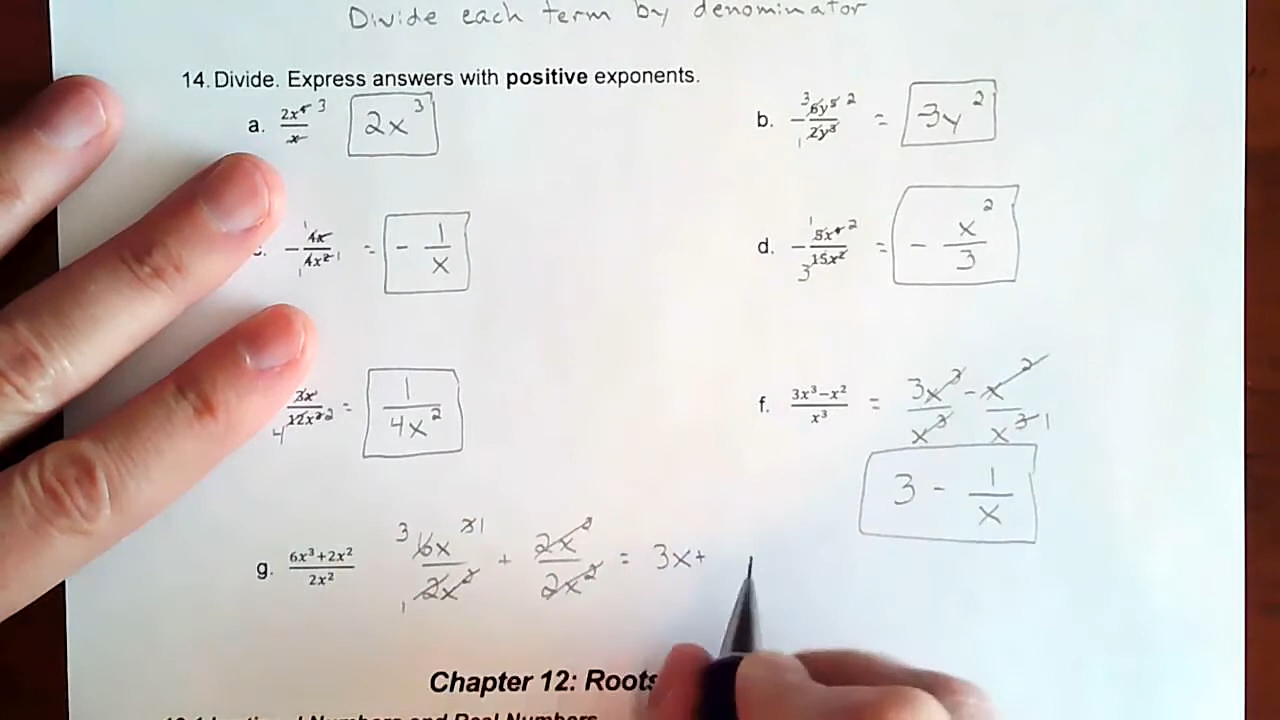 Divide each term by denominator
14. Divide. Express answers with positive exponents.
a. 2x⁴/x 3 2x³
b. -6y⁵/2y³ 3 2 1 = 3y²
-4x/4x² 1 1 1 = -1/x
d. -5x⁴/15x² 1 2 3 = -x²/3
3x/12x³ 4 2 = 1/4x²
f. 3x³-x²/x³ = 3x³/x³ - x²/x³ 1
3 - 1/x
g. 6x³+2x²/2x² 3 6x³/2x² 1 1 + 2x²/2x² = 3x+
Chapter 12: Roots